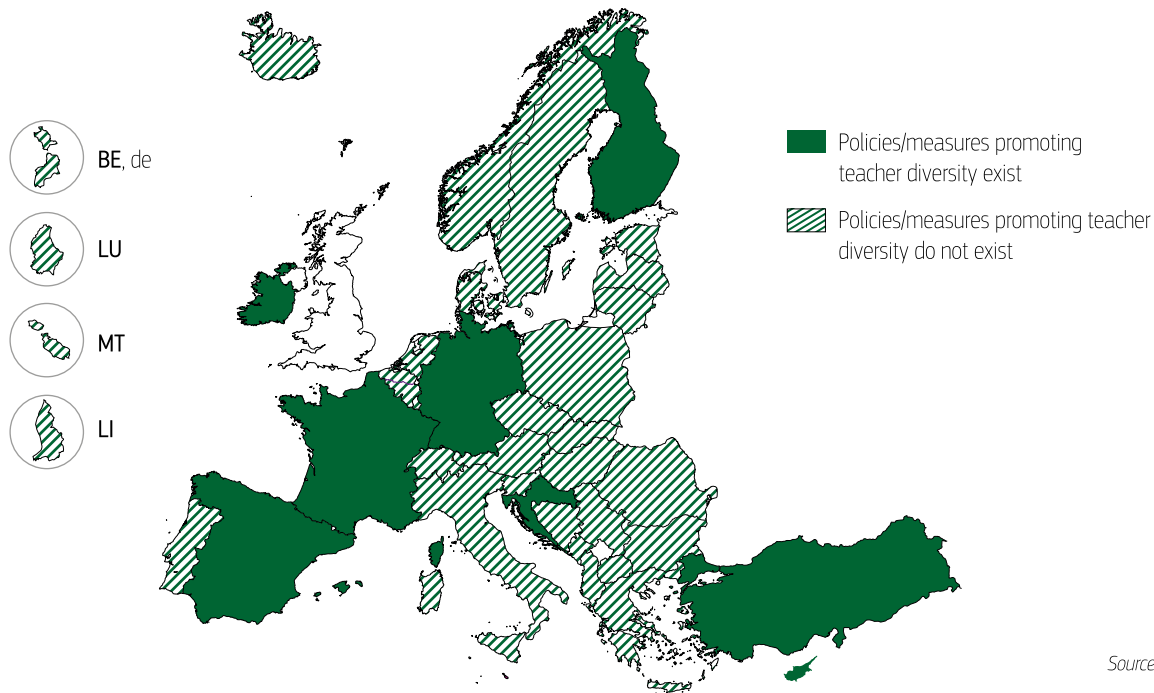 BE, de
LU
MT
LI
Policies/measures promoting
teacher diversity exist
Policies/measures promoting teacher
diversity do not exist
Source